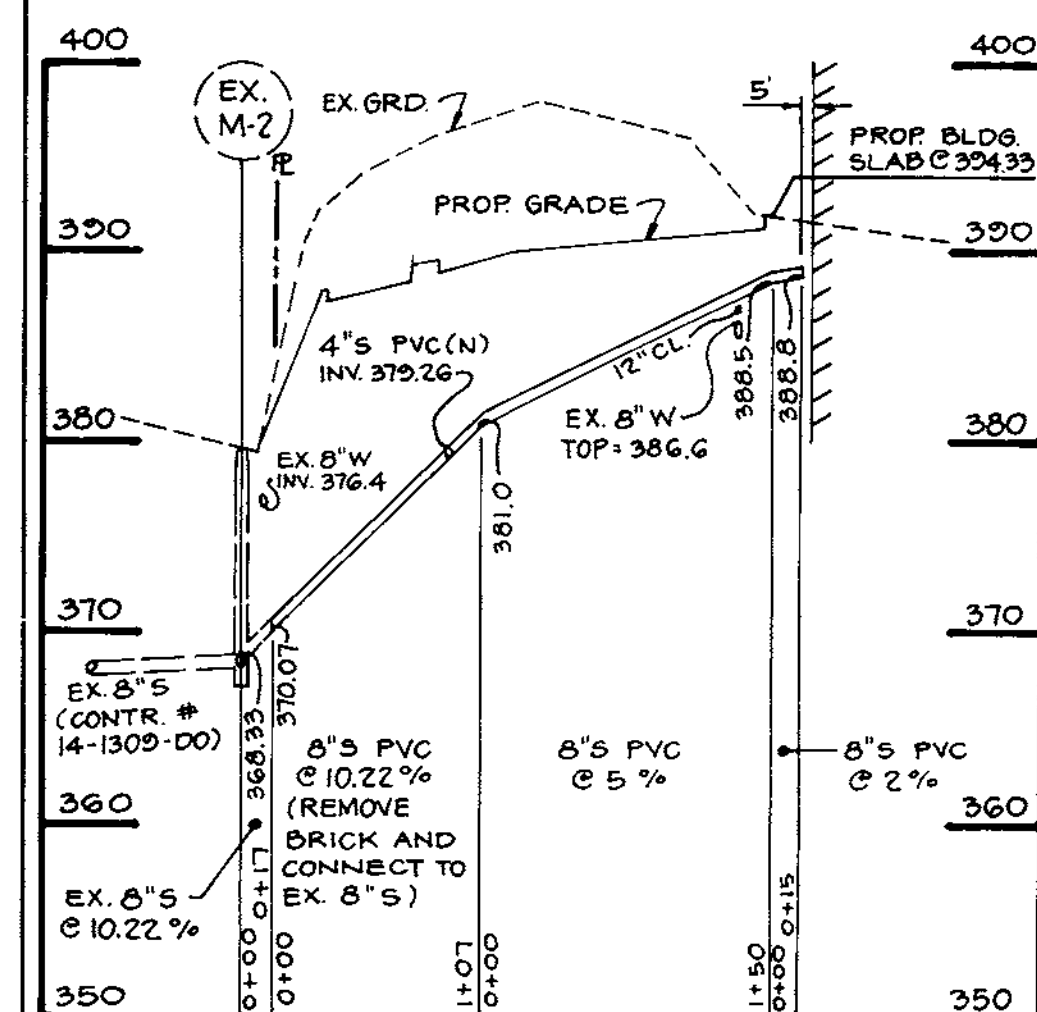 400
400
EX.
M-2
EX. GRD.
5'
PROP. BLDG.
SLAB @ 394.33
PL
PROP. GRADE
390
390
4"S PVC(N)
INV. 379.26
12"CL.
388.5
388.8
EX. 8"W
TOP = 386.6
380
380
EX. 8"W
INV. 376.4
381.0
370
370
EX. 8"S
(CONTR. #
14-1309-DO)
368.33
370.07
8"S PVC
@ 10.22 %
(REMOVE
BRICK AND
CONNECT TO
EX. 8"S)
8"S PVC
@ 5 %
8"S PVC
@ 2 %
360
360
EX. 8"S
@ 10.22 %
0+00
0+17
0+00
1+07
0+00
1+50
0+00
0+15
350
350